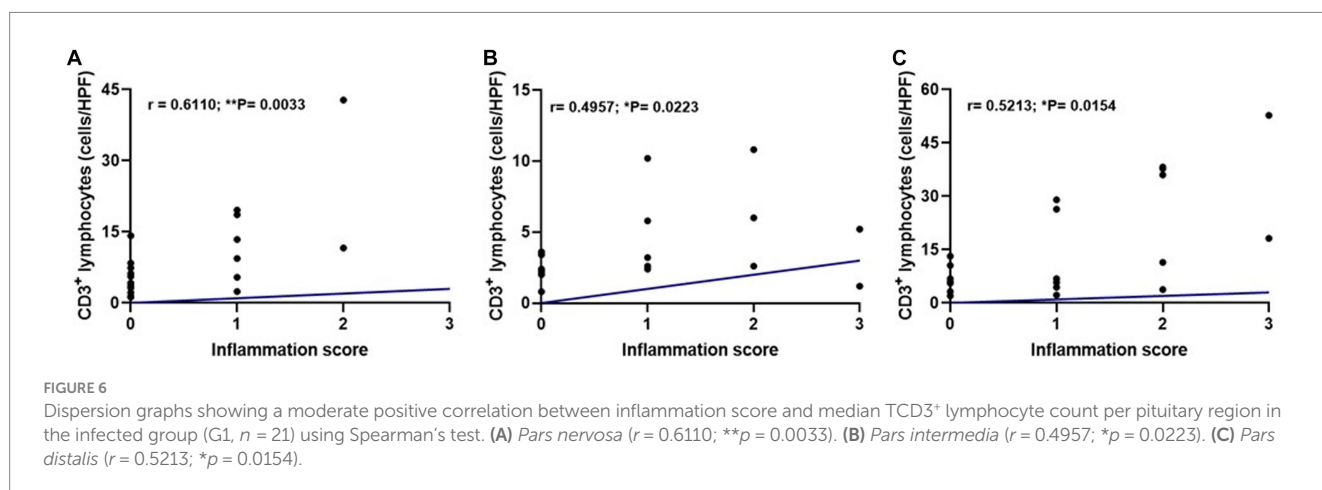 A
CD3+ lymphocytes (cells/HPF)
45
30
15
0
r = 0.6110; **P= 0.0033
0 1 2 3
Inflammation score
B
CD3+ lymphocytes (cells/HPF)
15
10
5
0
r= 0.4957; *P= 0.0223
0 1 2 3
Inflammation score
C
CD3+ lymphocytes (cells/HPF)
60
45
30
15
0
r= 0.5213; *P= 0.0154
0 1 2 3
Inflammation score
FIGURE 6
Dispersion graphs showing a moderate positive correlation between inflammation score and median TCD3+ lymphocyte count per pituitary region in
the infected group (G1, n = 21) using Spearman's test. (A) Pars nervosa (r = 0.6110; **p = 0.0033). (B) Pars intermedia (r = 0.4957; *p = 0.0223). (C) Pars
distalis (r = 0.5213; *p = 0.0154).